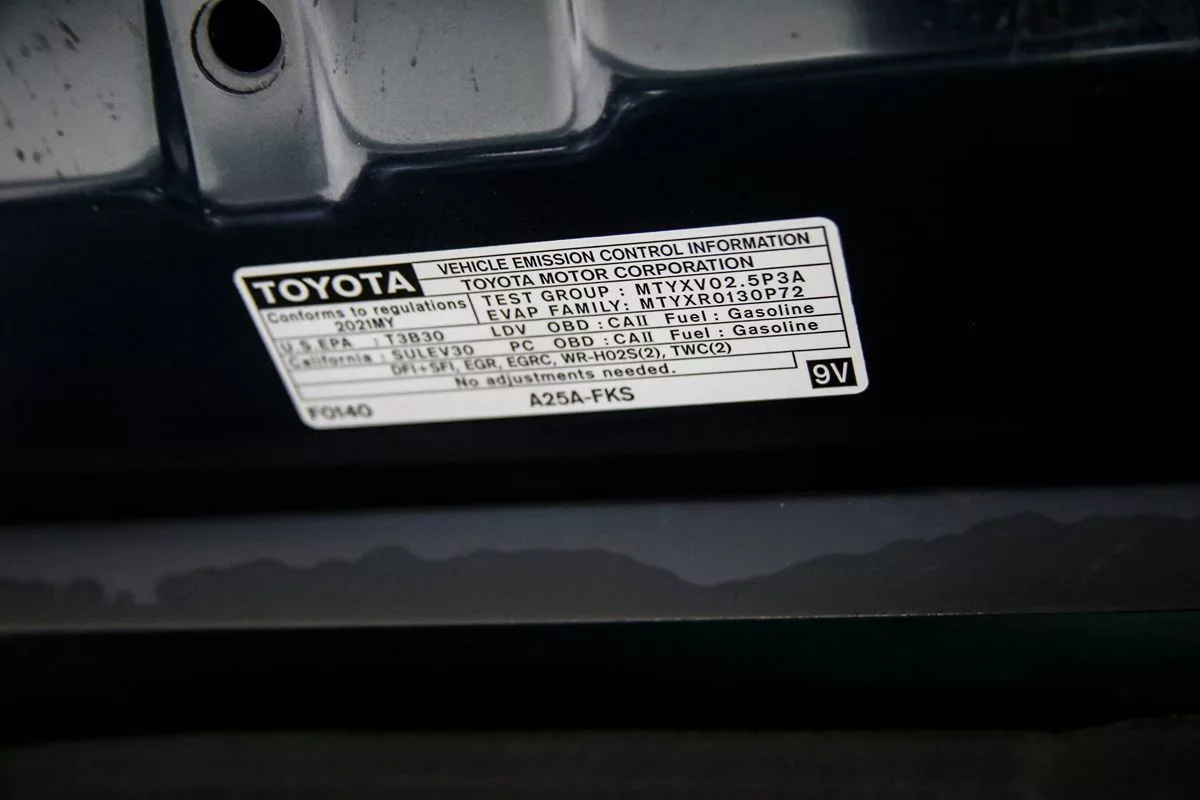 TOYOTA
VEHICLE EMISSION CONTROL INFORMATION
TOYOTA MOTOR CORPORATION
Conforms to regulations
2021MY
TEST GROUP : MTYXV02.5P3A
EVAP FAMILY: MTYXR0130P72
U.S.EPA : T3B30 LDV OBD : CAII Fuel : Gasoline
California : SULEV30 PC OBD : CAII Fuel : Gasoline
DFI+SFI, EGR, EGRC, WR-HO2S(2), TWC(2)
No adjustments needed.
9V
F0140
A25A-FKS